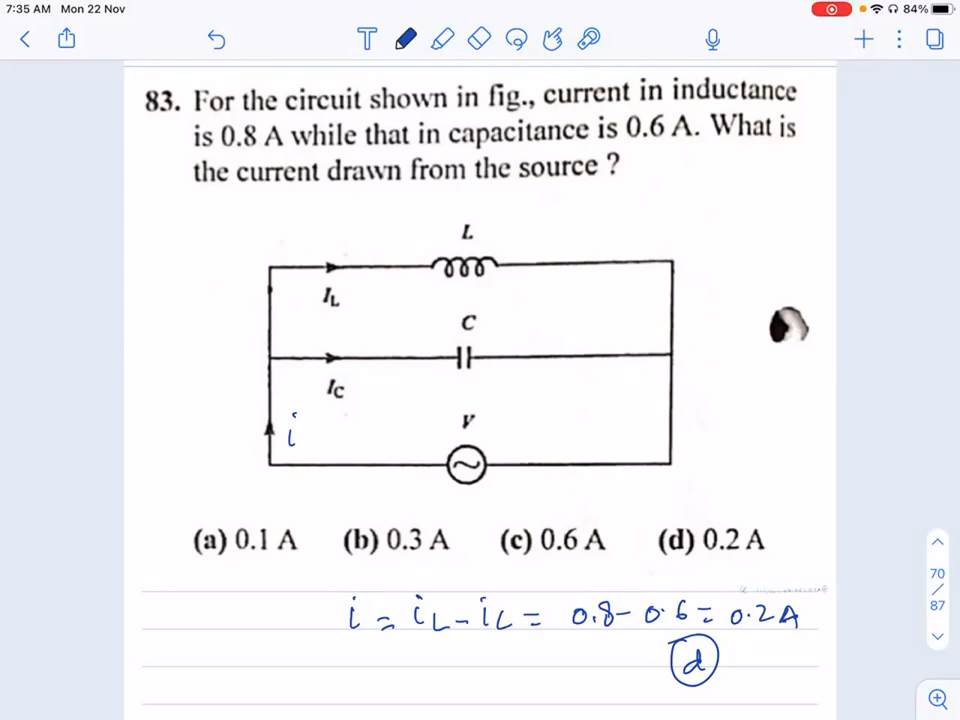 7:35 AM Mon 22 Nov 84%
T
83. For the circuit shown in fig., current in inductance
is 0.8 A while that in capacitance is 0.6 A. What is
the current drawn from the source ?
L
IL
C
IC
i
V
(a) 0.1 A (b) 0.3 A (c) 0.6 A (d) 0.2 A
i = iL - iC = 0.8 - 0.6 = 0.2 A
d
70
/
87